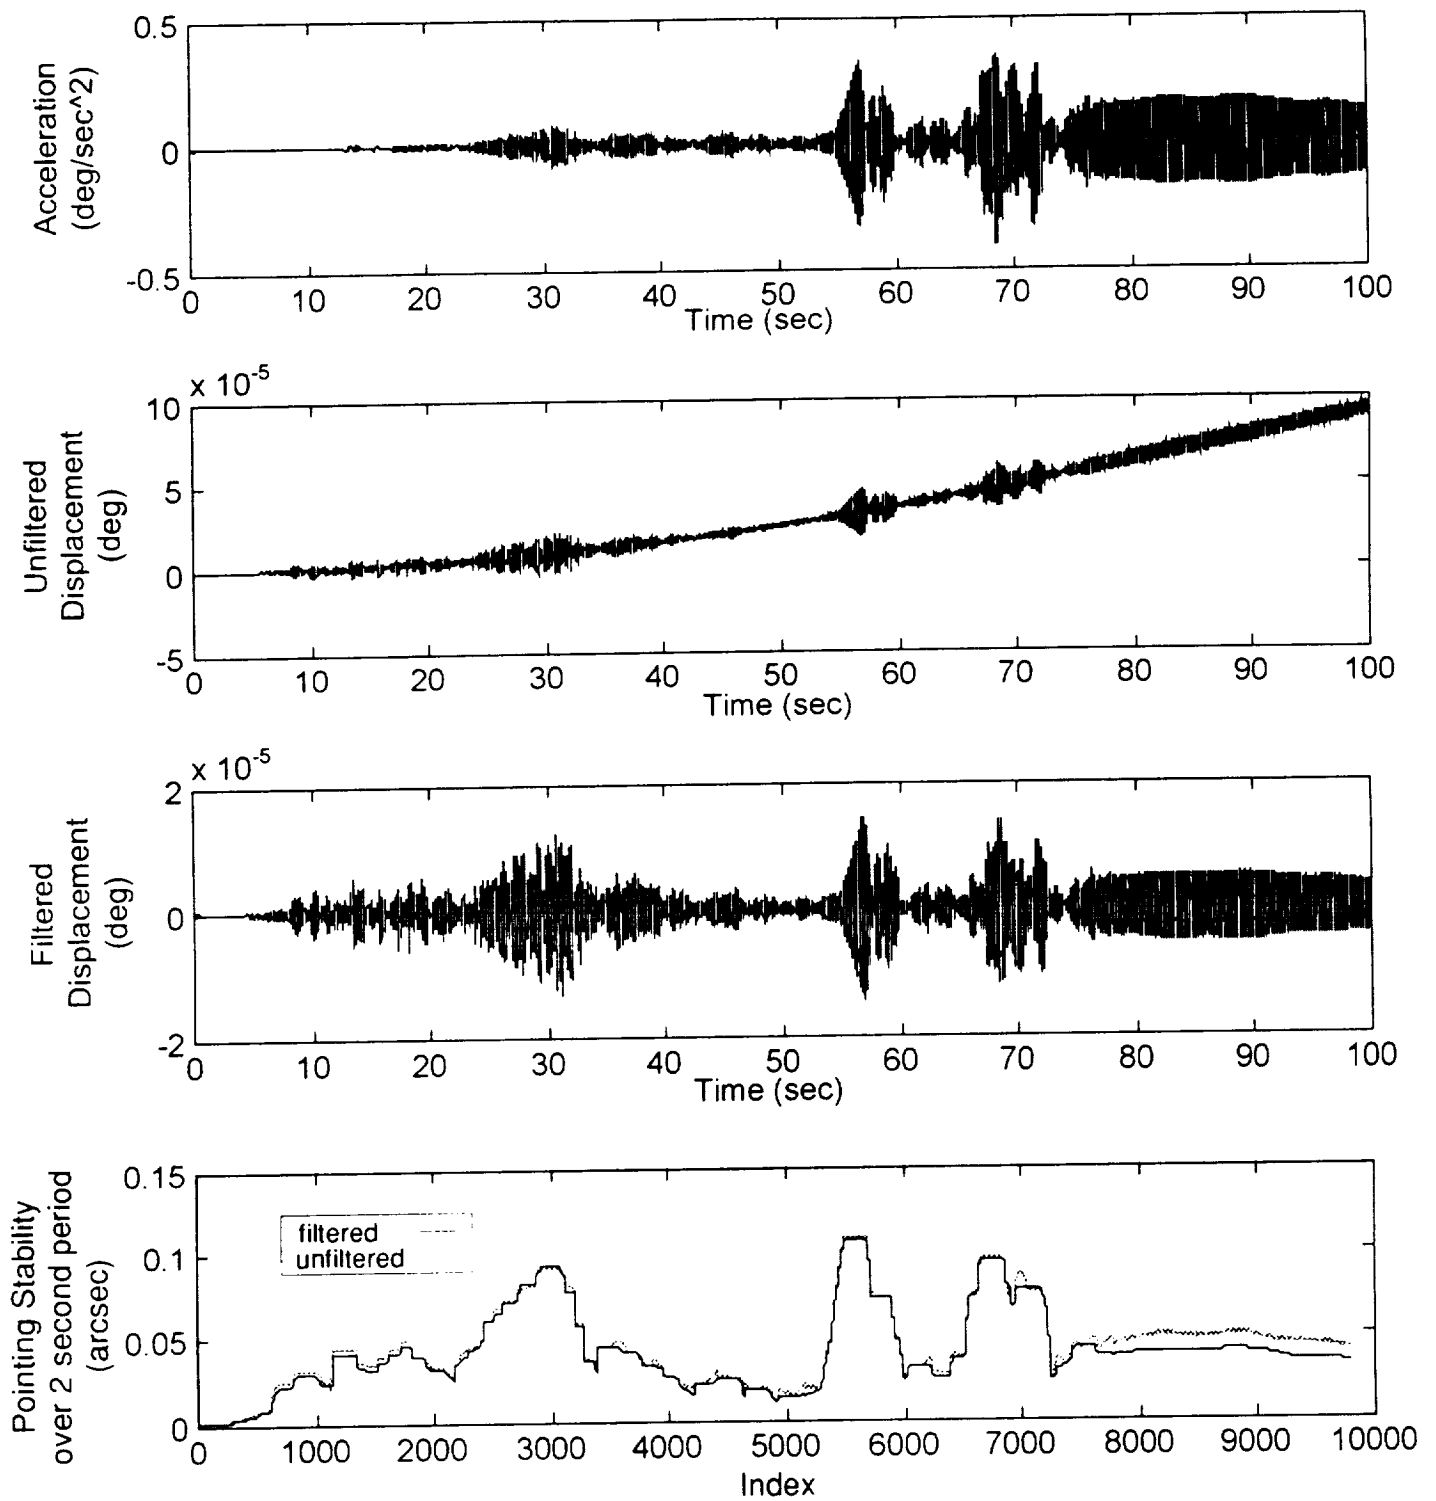 0.5
0
-0.5
Acceleration
(deg/sec^2)
0 10 20 30 40 50 60 70 80 90 100
Time (sec)
x 10^-5
10
5
0
-5
Unfiltered
Displacement
(deg)
0 10 20 30 40 50 60 70 80 90 100
Time (sec)
x 10^-5
2
0
-2
Filtered
Displacement
(deg)
0 10 20 30 40 50 60 70 80 90 100
Time (sec)
0.15
0.1
0.05
0
Pointing Stability
over 2 second period
(arcsec)
filtered
unfiltered
0 1000 2000 3000 4000 5000 6000 7000 8000 9000 10000
Index